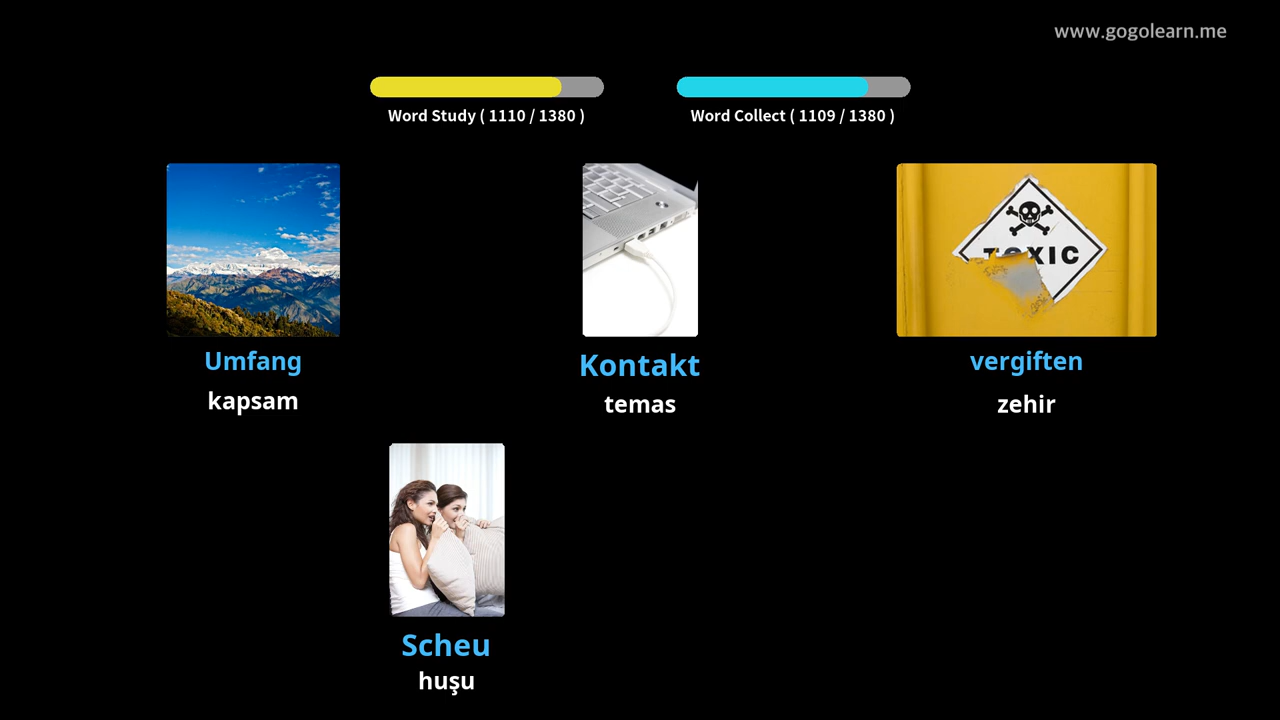 www.gogolearn.me
Word Study ( 1110 / 1380 )
Word Collect ( 1109 / 1380 )
TOXIC
Umfang
Kontakt
vergiften
kapsam
temas
zehir
Scheu
huşu